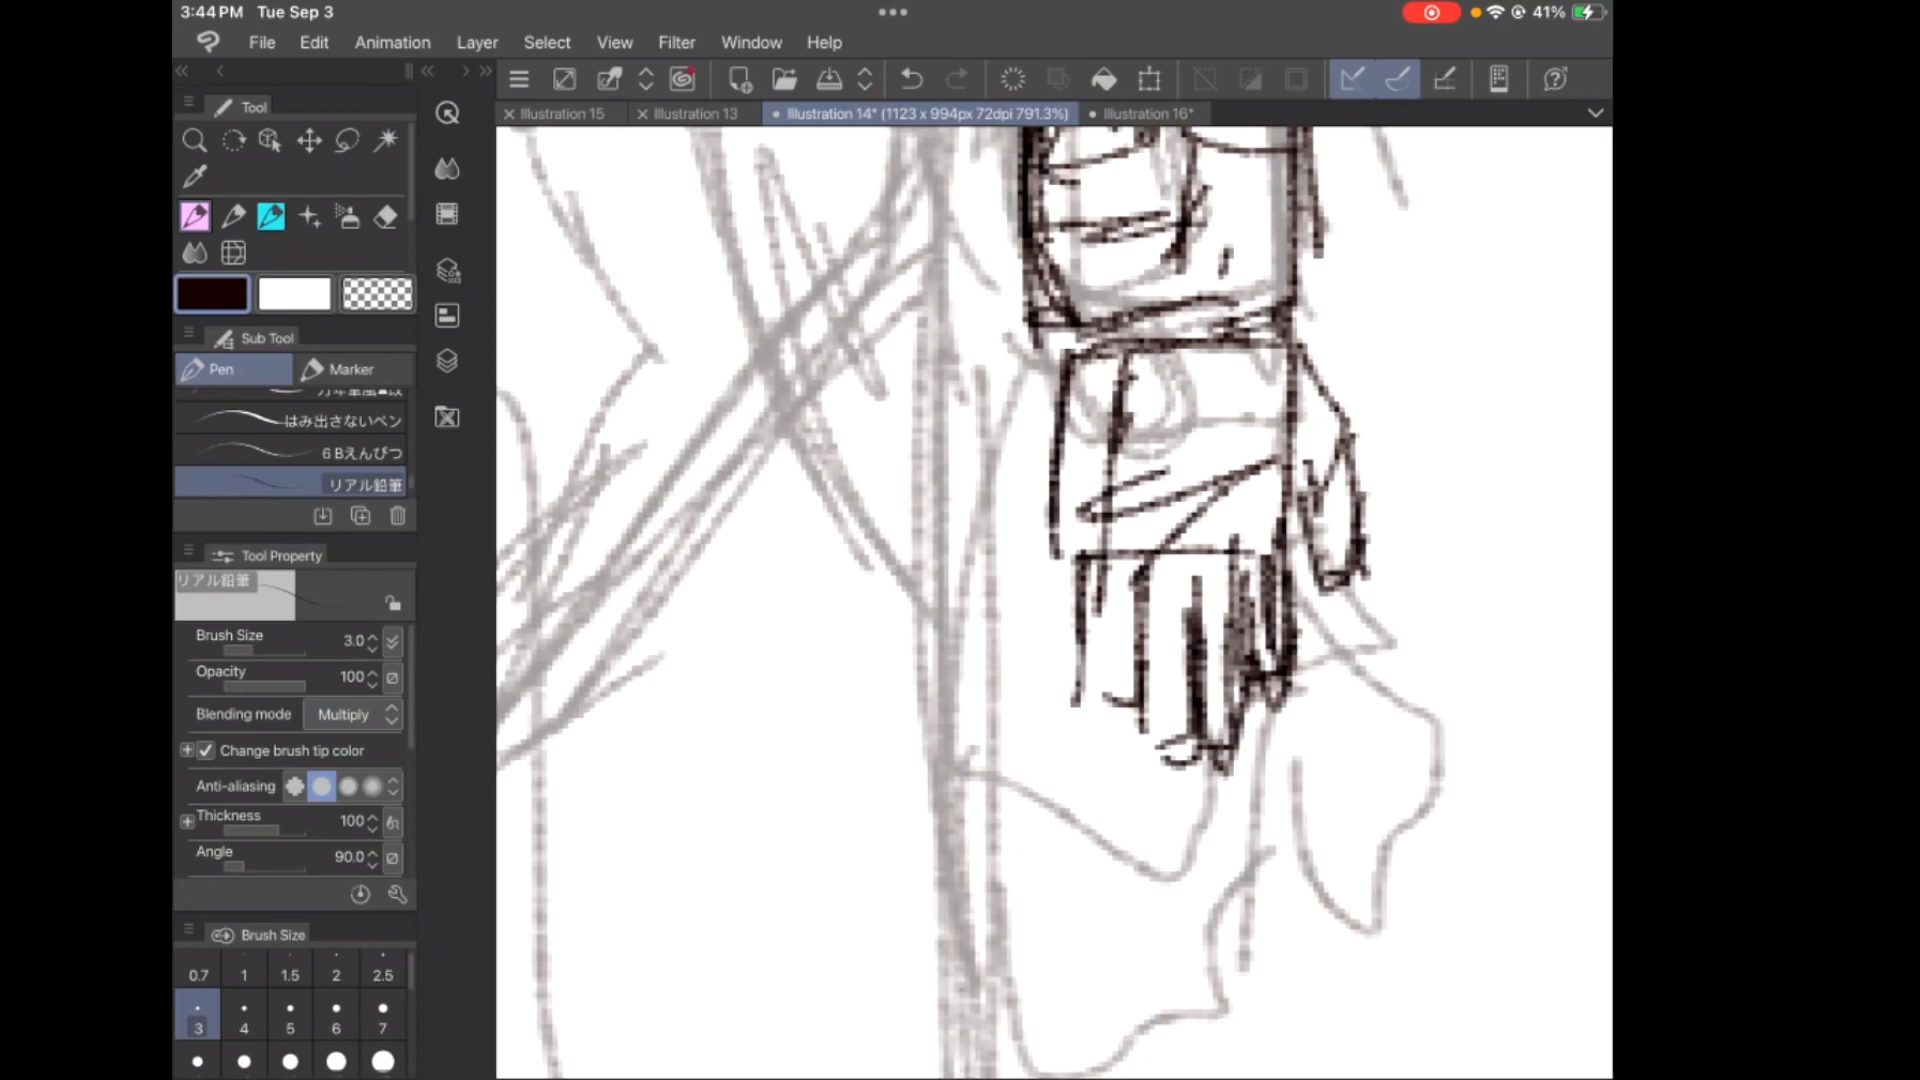 3:44PM Tue Sep 3
41%
File Edit Animation Layer Select View Filter Window Help
Tool
Illustration 15
Illustration 13
Illustration 14* (1123 x 994px 72dpi 791.3%)
Illustration 16*
Sub Tool
Pen
Marker
はみ出さないペン
6Bえんぴつ
リアル鉛筆
Tool Property
リアル鉛筆
Brush Size 3.0
Opacity 100
Blending mode Multiply
Change brush tip color
Anti-aliasing
Thickness 100
Angle 90.0
Brush Size
0.7 1 1.5 2 2.5
3 4 5 6 7